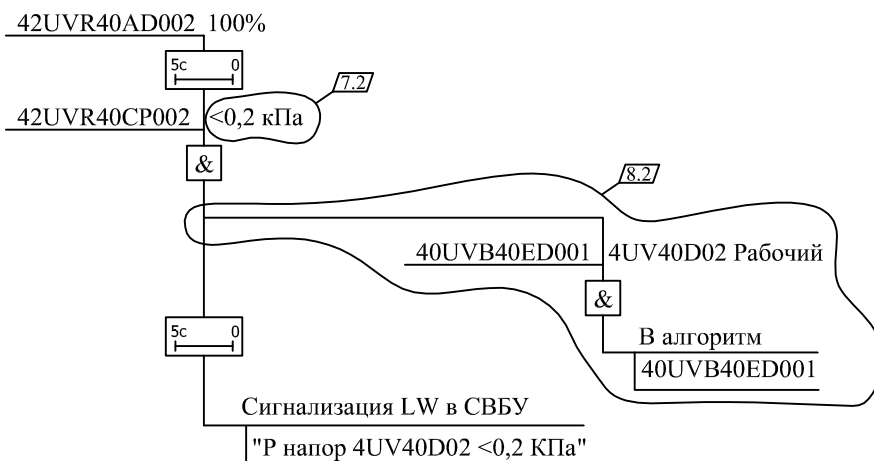 42UVR40AD002 100%
5с 0
7.2
42UVR40CP002 <0,2 кПа
&
8.2
40UVB40ED001 4UV40D02 Рабочий
&
5с 0
В алгоритм
40UVB40ED001
Сигнализация LW в СВБУ
"Р напор 4UV40D02 <0,2 КПа"